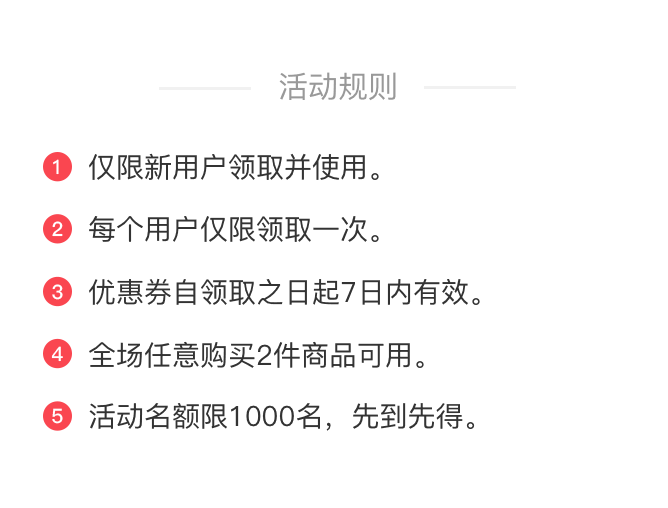 活动规则
1 仅限新用户领取并使用。
2 每个用户仅限领取一次。
3 优惠券自领取之日起7日内有效。
4 全场任意购买2件商品可用。
5 活动名额限1000名，先到先得。